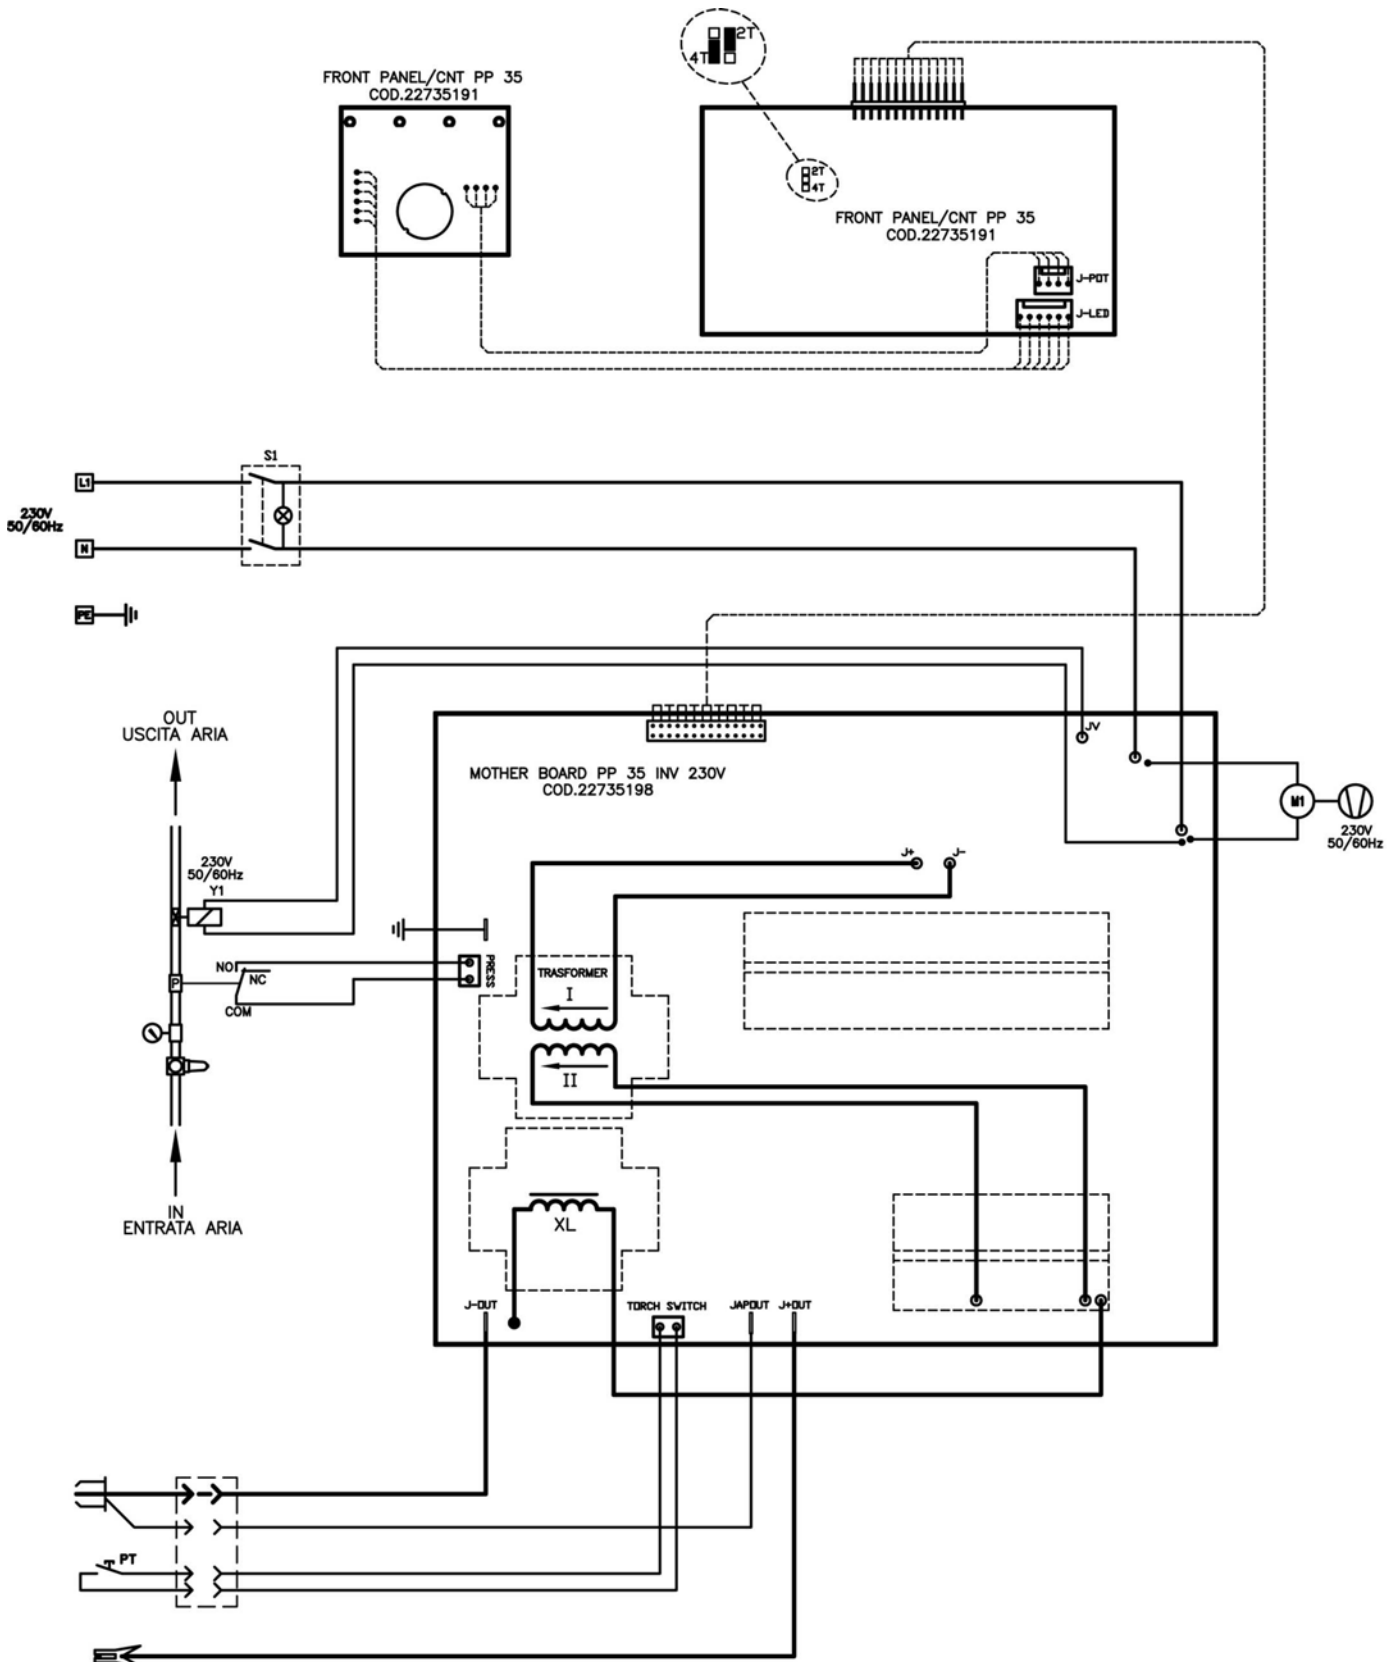 2T
4T
FRONT PANEL/CNT PP 35
COD.22735191
2T
4T
FRONT PANEL/CNT PP 35
COD.22735191
J-POT
J-LED
S1
L1
230V
50/60Hz
N
PE
OUT
USCITA ARIA
JV
MOTHER BOARD PP 35 INV 230V
COD.22735198
M1
230V
50/60Hz
230V
50/60Hz
Y1
J+
J-
NO
NC
P
COM
PRESS
TRASFORMER
I
II
IN
ENTRATA ARIA
XL
J-OUT
TORCH SWITCH
JAPOUT
J+OUT
PT